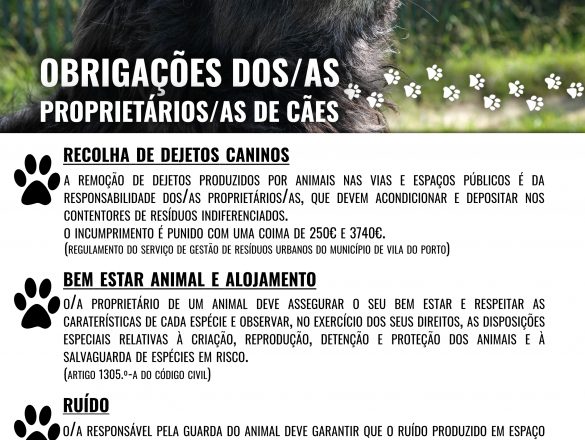 OBRIGAÇÕES DOS/AS
PROPRIETÁRIOS/AS DE CÃES
RECOLHA DE DEJETOS CANINOS
A REMOÇÃO DE DEJETOS PRODUZIDOS POR ANIMAIS NAS VIAS E ESPAÇOS PÚBLICOS É DA
RESPONSABILIDADE DOS/AS PROPRIETÁRIOS/AS, QUE DEVEM ACONDICIONAR E DEPOSITAR NOS
CONTENTORES DE RESÍDUOS INDIFERENCIADOS.
O INCUMPRIMENTO É PUNIDO COM UMA COIMA DE 250€ E 3740€.
(REGULAMENTO DO SERVIÇO DE GESTÃO DE RESÍDUOS URBANOS DO MUNICÍPIO DE VILA DO PORTO)
BEM ESTAR ANIMAL E ALOJAMENTO
O/A PROPRIETÁRIO DE UM ANIMAL DEVE ASSEGURAR O SEU BEM ESTAR E RESPEITAR AS
CARATERÍSTICAS DE CADA ESPÉCIE E OBSERVAR, NO EXERCÍCIO DOS SEUS DIREITOS, AS DISPOSIÇÕES
ESPECIAIS RELATIVAS À CRIAÇÃO, REPRODUÇÃO, DETENÇÃO E PROTEÇÃO DOS ANIMAIS E À
SALVAGUARDA DE ESPÉCIES EM RISCO.
(ARTIGO 1305.º-A DO CÓDIGO CIVIL)
RUÍDO
O/A RESPONSÁVEL PELA GUARDA DO ANIMAL DEVE GARANTIR QUE O RUÍDO PRODUZIDO EM ESPAÇO